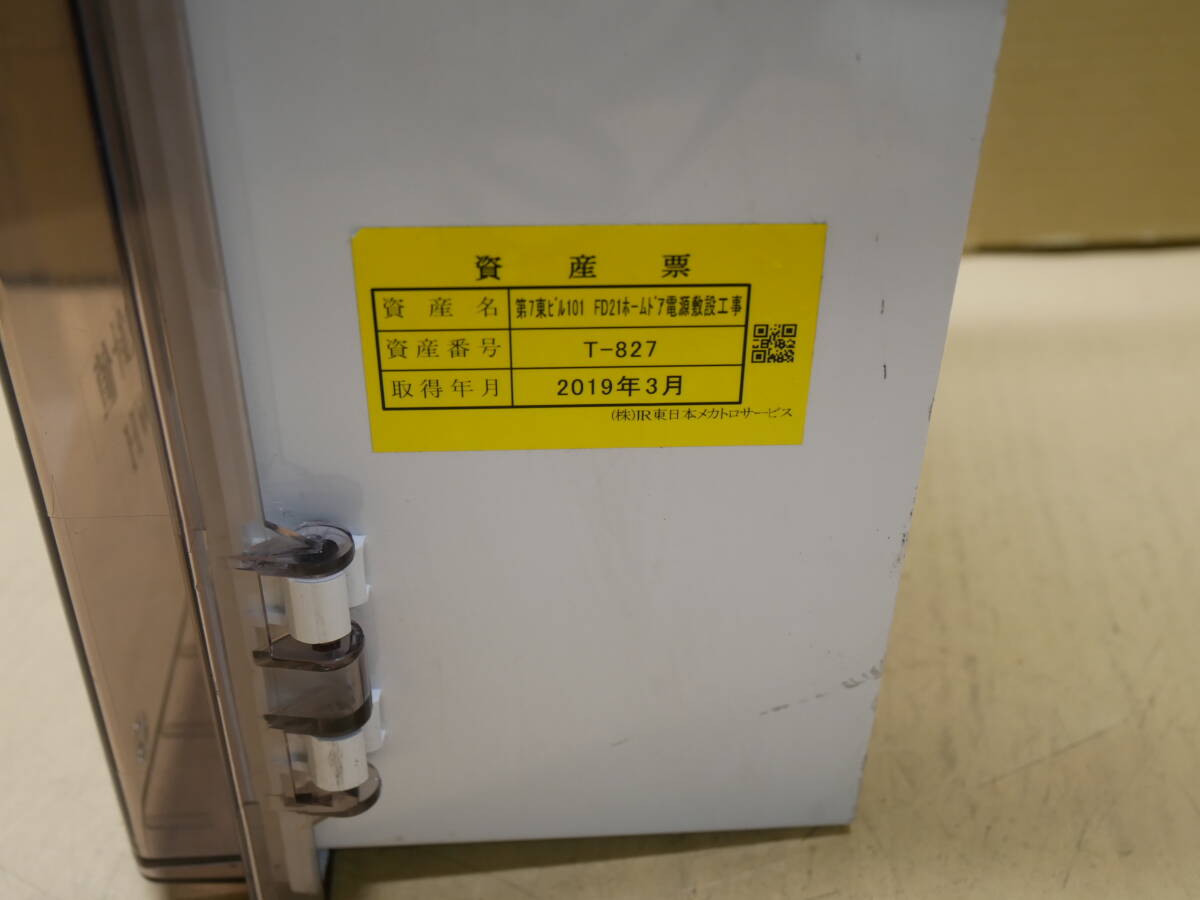 資産票
資産名 第7東ビル101 FD21ホームドア電源敷設工事
資産番号 T-827
取得年月 2019年3月
(株)JR東日本メカトロサービス